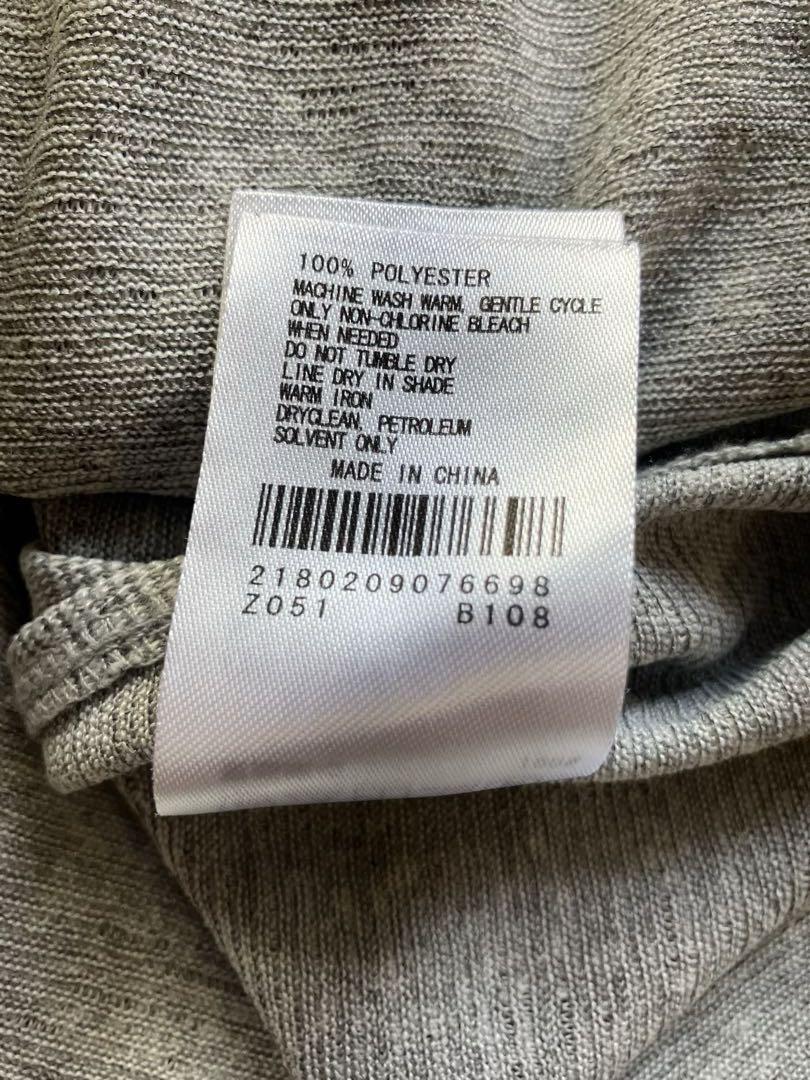 100% POLYESTER
MACHINE WASH WARM, GENTLE CYCLE
ONLY NON-CHLORINE BLEACH
WHEN NEEDED
DO NOT TUMBLE DRY
LINE DRY IN SHADE
WARM IRON
DRYCLEAN, PETROLEUM
SOLVENT ONLY
MADE IN CHINA
2180209076698
Z051 B108